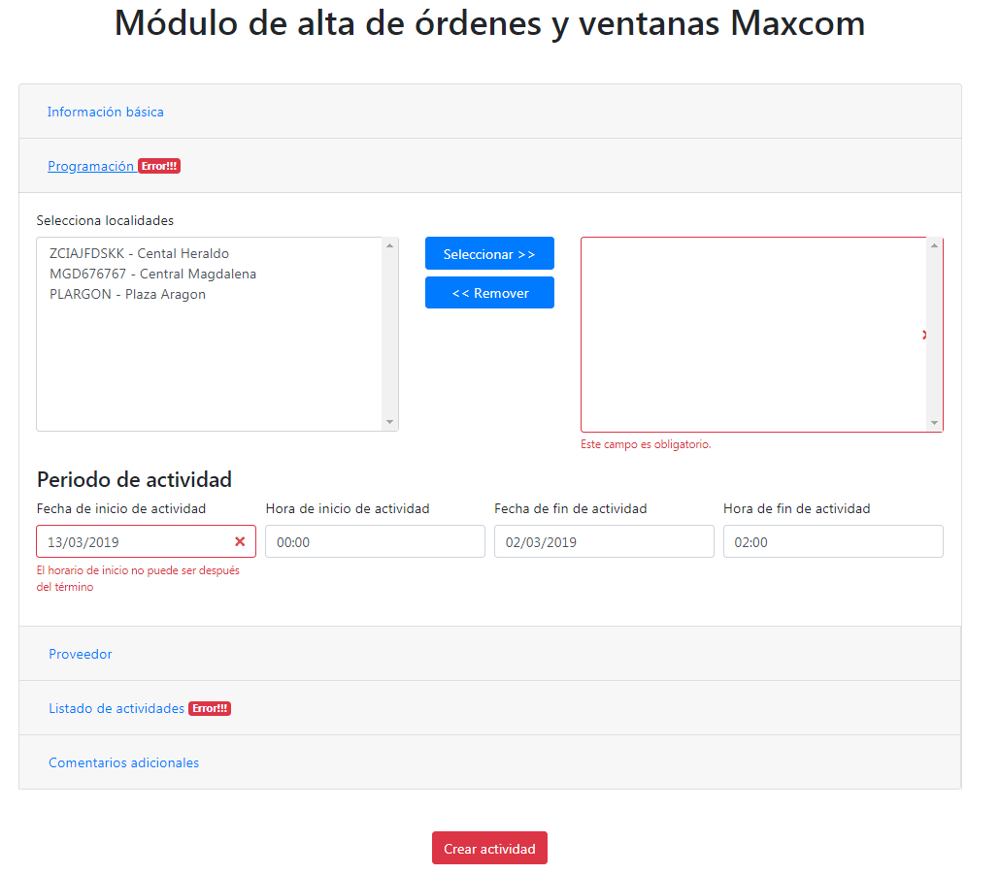 Módulo de alta de órdenes y ventanas Maxcom
Información básica
Programación Error!!!
Selecciona localidades
ZCIAJFDSKK - Cental Heraldo
MGD676767 - Central Magdalena
PLARGON - Plaza Aragon
Seleccionar >>
<< Remover
Este campo es obligatorio.
Periodo de actividad
Fecha de inicio de actividad
Hora de inicio de actividad
Fecha de fin de actividad
Hora de fin de actividad
13/03/2019
00:00
02/03/2019
02:00
El horario de inicio no puede ser después
del término
Proveedor
Listado de actividades Error!!!
Comentarios adicionales
Crear actividad